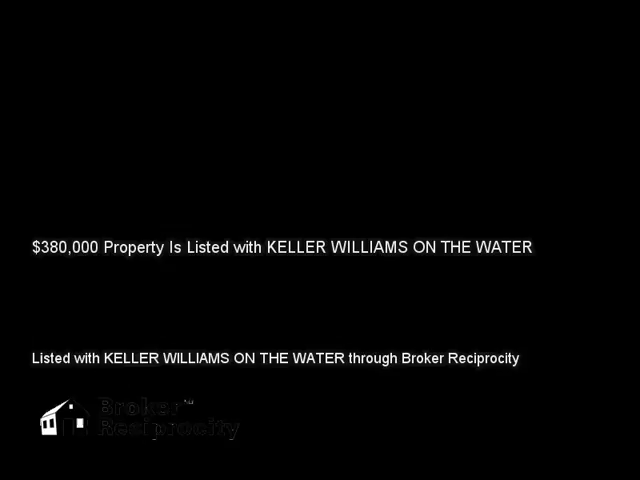 $380,000 Property Is Listed with KELLER WILLIAMS ON THE WATER
Listed with KELLER WILLIAMS ON THE WATER through Broker Reciprocity
Broker™
Reciprocity